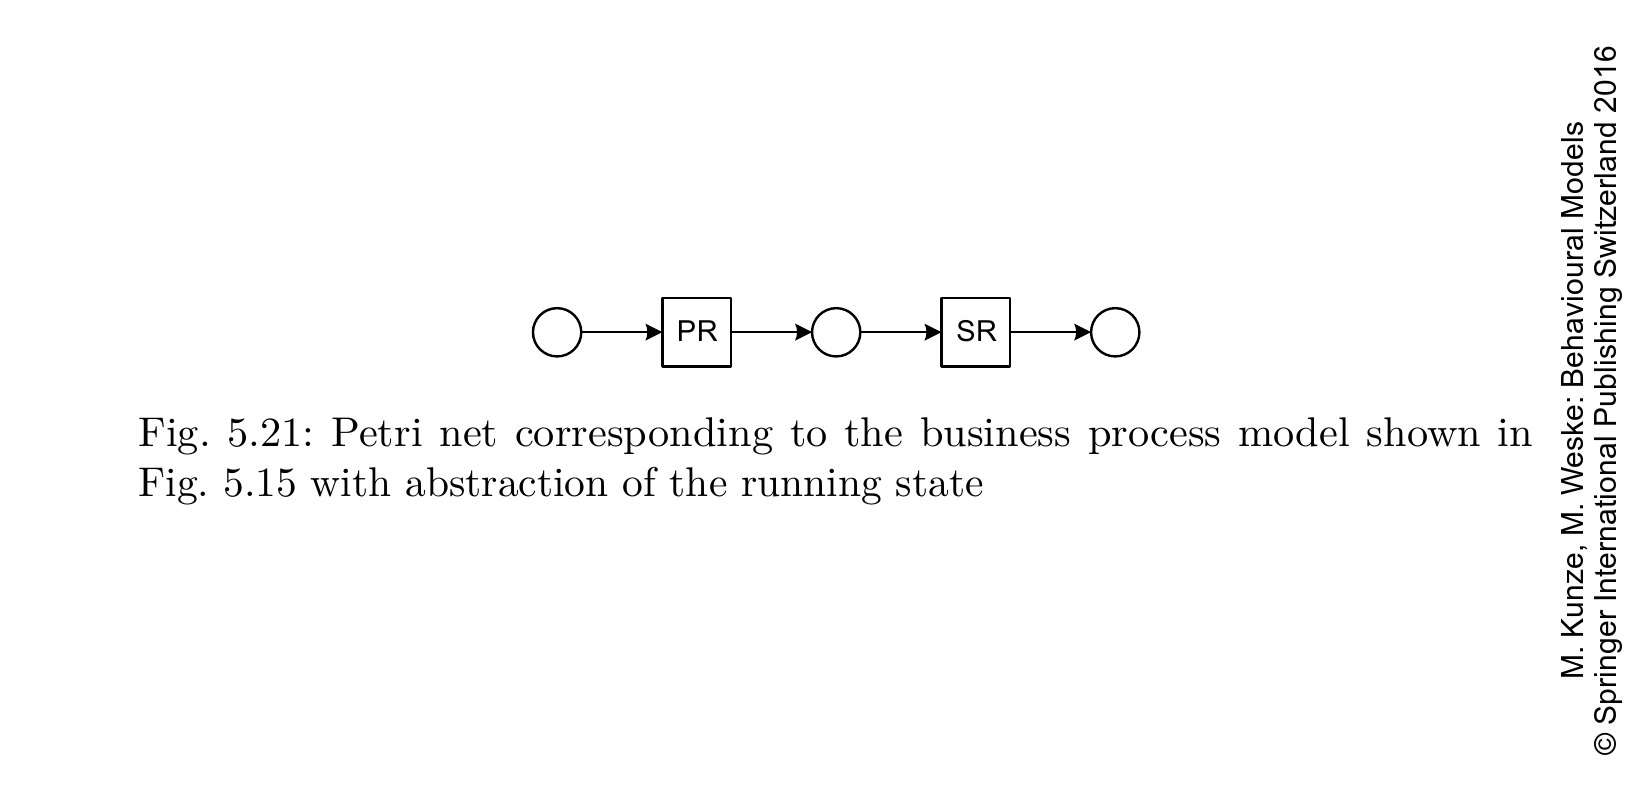 PR
SR
Fig. 5.21: Petri net corresponding to the business process model shown in
Fig. 5.15 with abstraction of the running state
M. Kunze, M. Weske: Behavioural Models
© Springer International Publishing Switzerland 2016